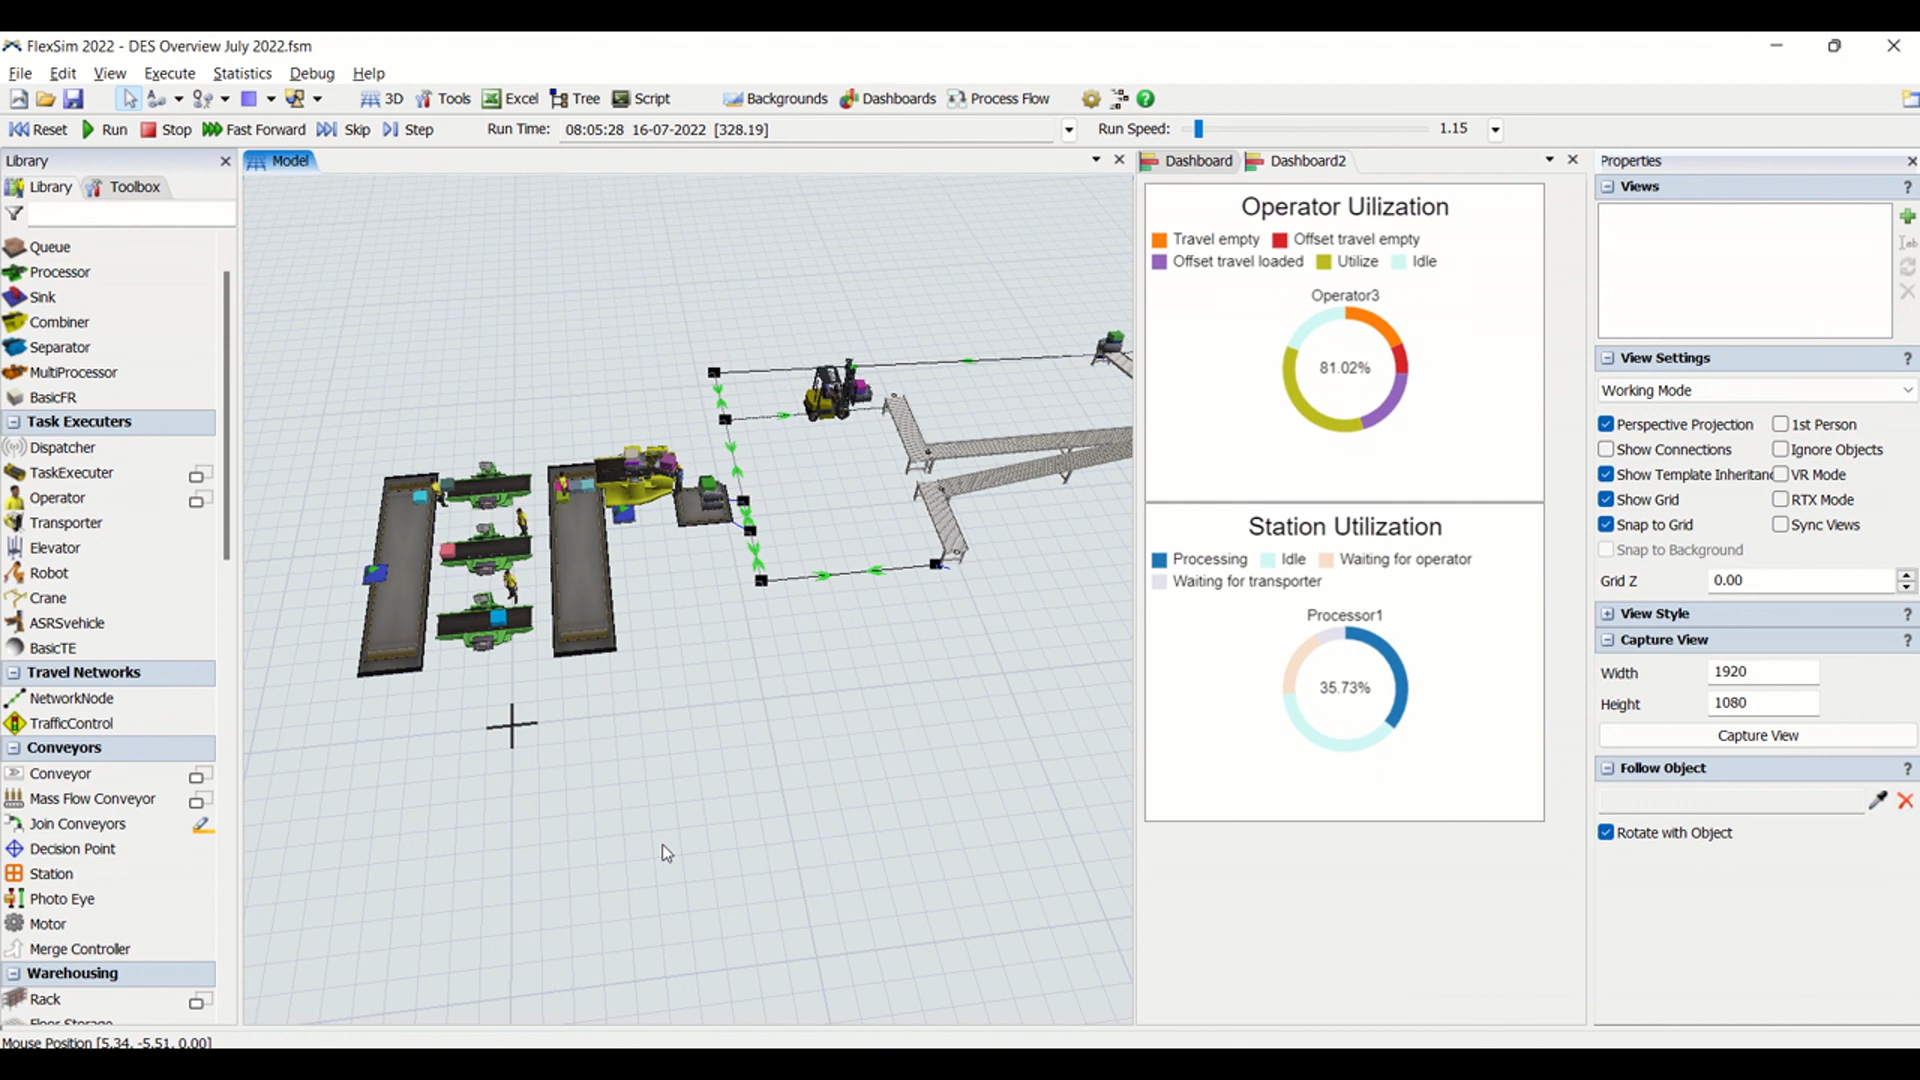 FlexSim 2022 - DES Overview July 2022.fsm
File Edit View Execute Statistics Debug Help
3D Tools Excel Tree Script Backgrounds Dashboards Process Flow
Reset Run Stop Fast Forward Skip Step Run Time: 08:05:28 16-07-2022 [328.19] Run Speed: 1.15
Library
Library Toolbox
Queue
Processor
Sink
Combiner
Separator
MultiProcessor
BasicFR
Task Executers
Dispatcher
TaskExecuter
Operator
Transporter
Elevator
Robot
Crane
ASRSvehicle
BasicTE
Travel Networks
NetworkNode
TrafficControl
Conveyors
Conveyor
Mass Flow Conveyor
Join Conveyors
Decision Point
Station
Photo Eye
Motor
Merge Controller
Warehousing
Rack
Floor Storage
Mouse Position [5.34, -5.51, 0.00]
Model
Dashboard Dashboard2
Operator Uilization
Travel empty Offset travel empty
Offset travel loaded Utilize Idle
Operator3
81.02%
Station Utilization
Processing Idle Waiting for operator
Waiting for transporter
Processor1
35.73%
Properties
Views
View Settings
Working Mode
Perspective Projection 1st Person
Show Connections Ignore Objects
Show Template Inheritanc VR Mode
Show Grid RTX Mode
Snap to Grid Sync Views
Snap to Background
Grid Z 0.00
View Style
Capture View
Width 1920
Height 1080
Capture View
Follow Object
Rotate with Object